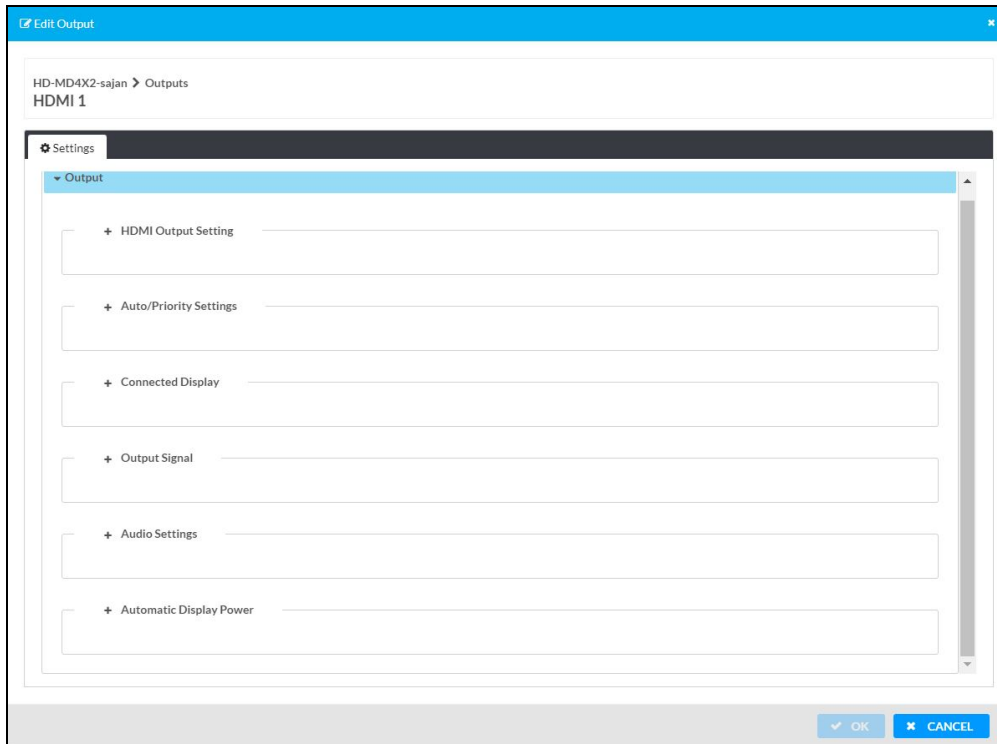 Edit Output
HD-MD4X2-sajan > Outputs
HDMI 1
Settings
Output
+ HDMI Output Setting
+ Auto/Priority Settings
+ Connected Display
+ Output Signal
+ Audio Settings
+ Automatic Display Power
OK
CANCEL